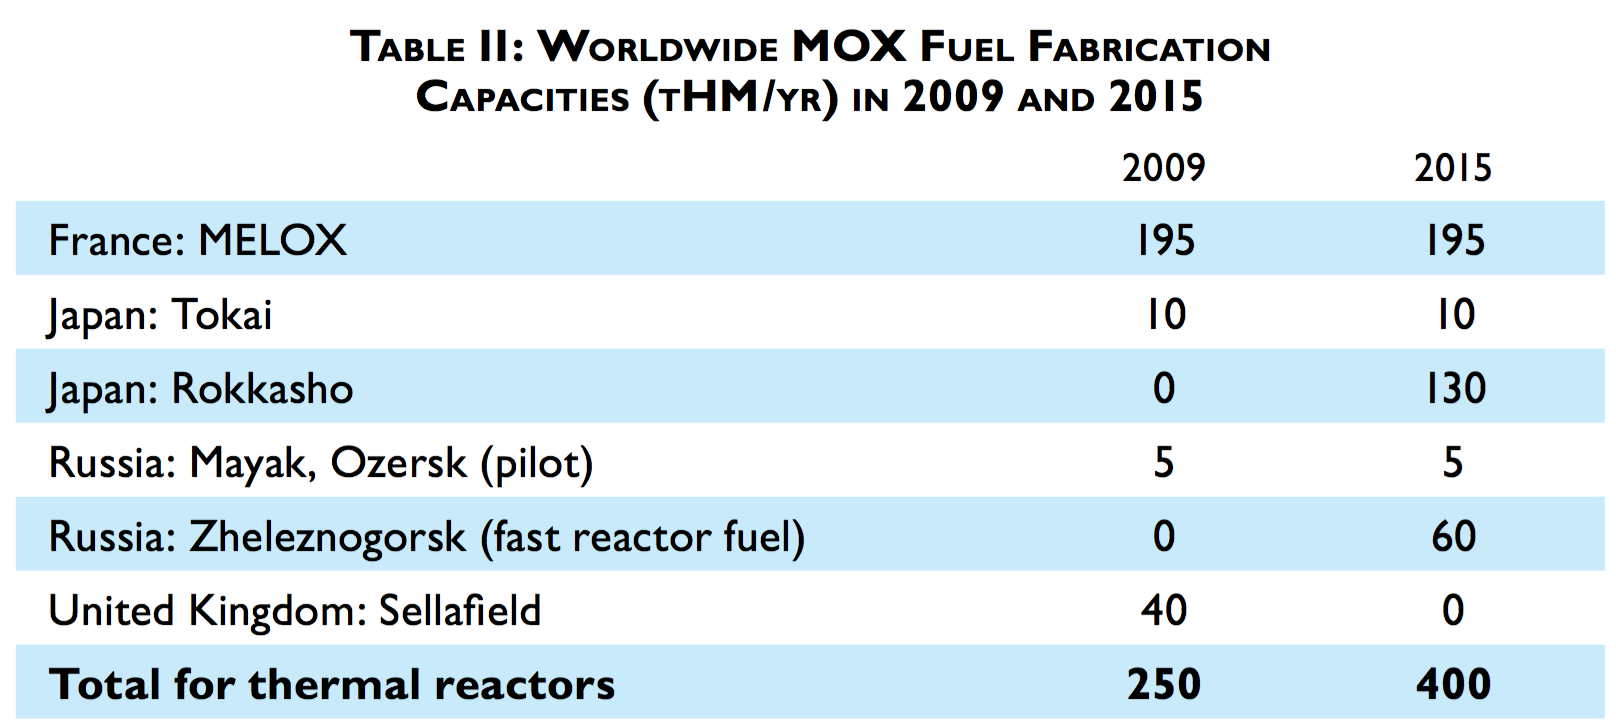 TABLE II: WORLDWIDE MOX FUEL FABRICATION
CAPACITIES (THM/YR) IN 2009 AND 2015
2009 2015
France: MELOX 195 195
Japan: Tokai 10 10
Japan: Rokkasho 0 130
Russia: Mayak, Ozersk (pilot) 5 5
Russia: Zheleznogorsk (fast reactor fuel) 0 60
United Kingdom: Sellafield 40 0
Total for thermal reactors 250 400